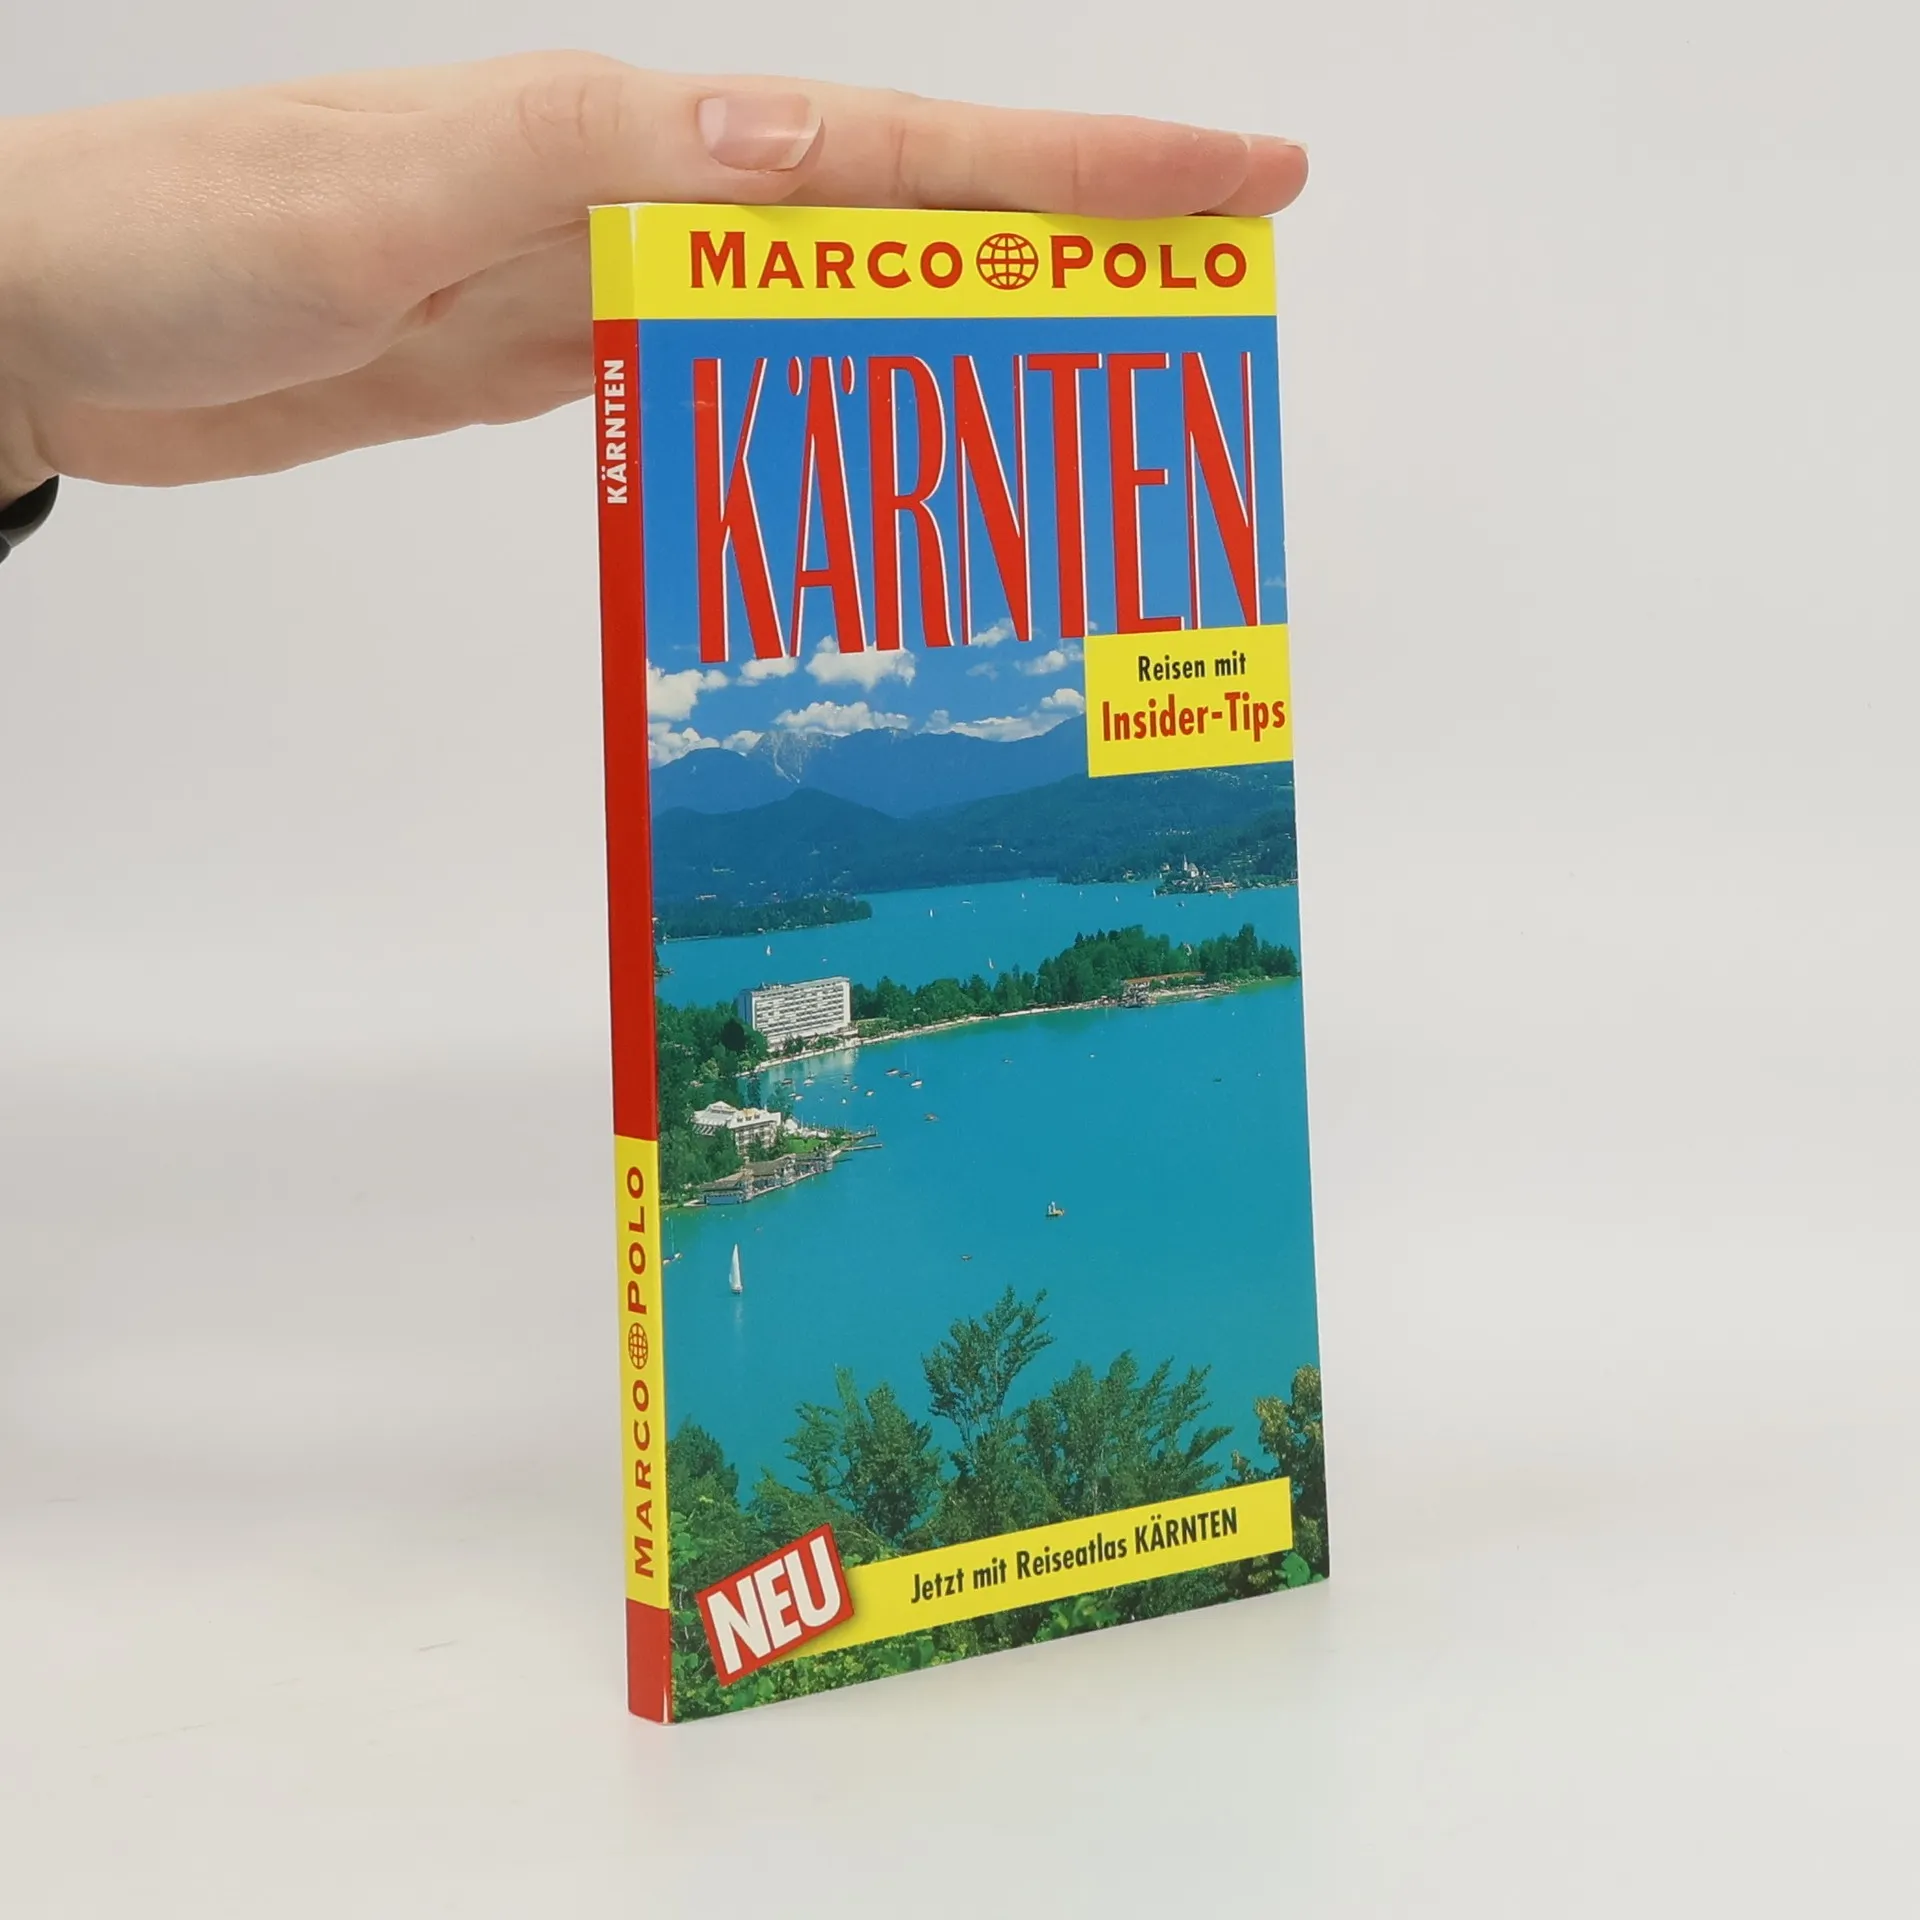 MARCO POLO
KÄRNTEN
Reisen mit
Insider-Tips
NEU
Jetzt mit Reiseatlas KÄRNTEN
KÄRNTEN
MARCO POLO